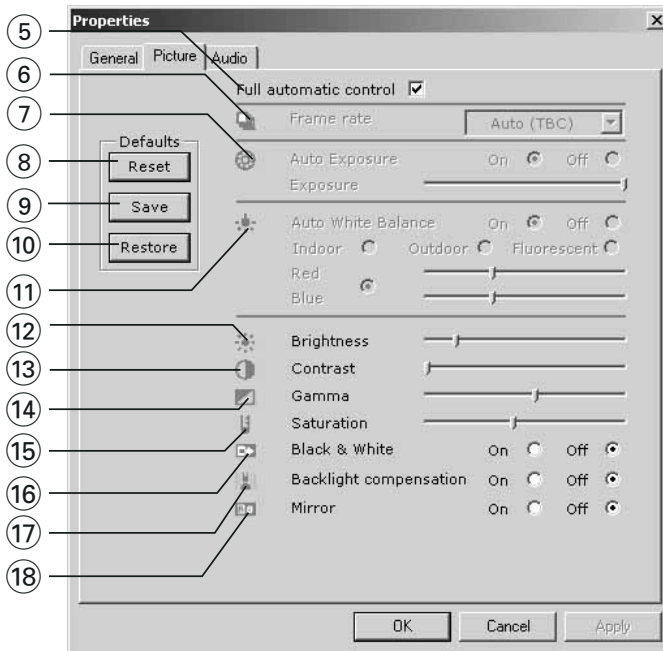 Properties
General Picture Audio
5 Full automatic control
6 Frame rate Auto (TBC)
Defaults
7 Auto Exposure On Off
8 Reset
Exposure
9 Save
Auto White Balance On Off
10 Restore
Indoor Outdoor Fluorescent
11 Red
Blue
12 Brightness
13 Contrast
14 Gamma
15 Saturation
16 Black & White On Off
17 Backlight compensation On Off
18 Mirror On Off
OK Cancel Apply